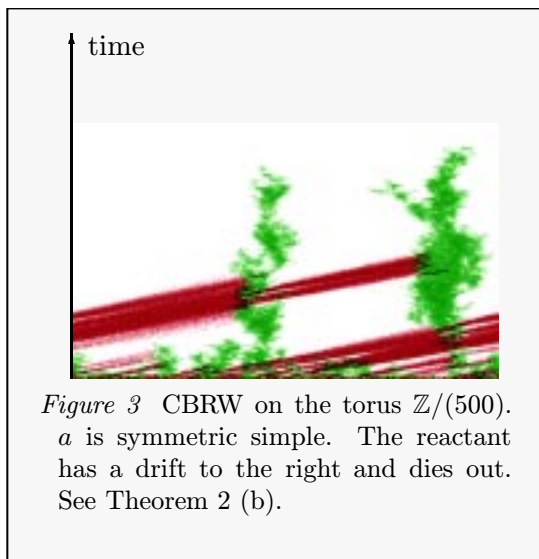 time
Figure 3 CBRW on the torus ℤ/(500).
a is symmetric simple. The reactant
has a drift to the right and dies out.
See Theorem 2 (b).